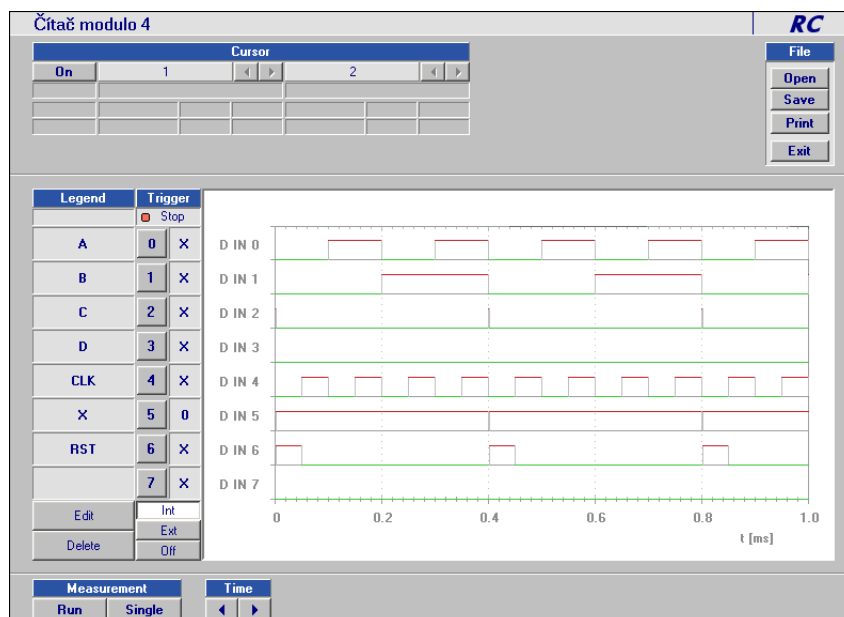 Čítač modulo 4 RC
Cursor File
On 1 2 Open
Save
Print
Exit
Legend Trigger
Stop
A 0 X D IN 0
B 1 X D IN 1
C 2 X D IN 2
D 3 X D IN 3
CLK 4 X D IN 4
X 5 0 D IN 5
RST 6 X D IN 6
7 X D IN 7
Edit Int 0 0.2 0.4 0.6 0.8 1.0
Ext
t [ms]
Delete Off
Measurement Time
Run Single